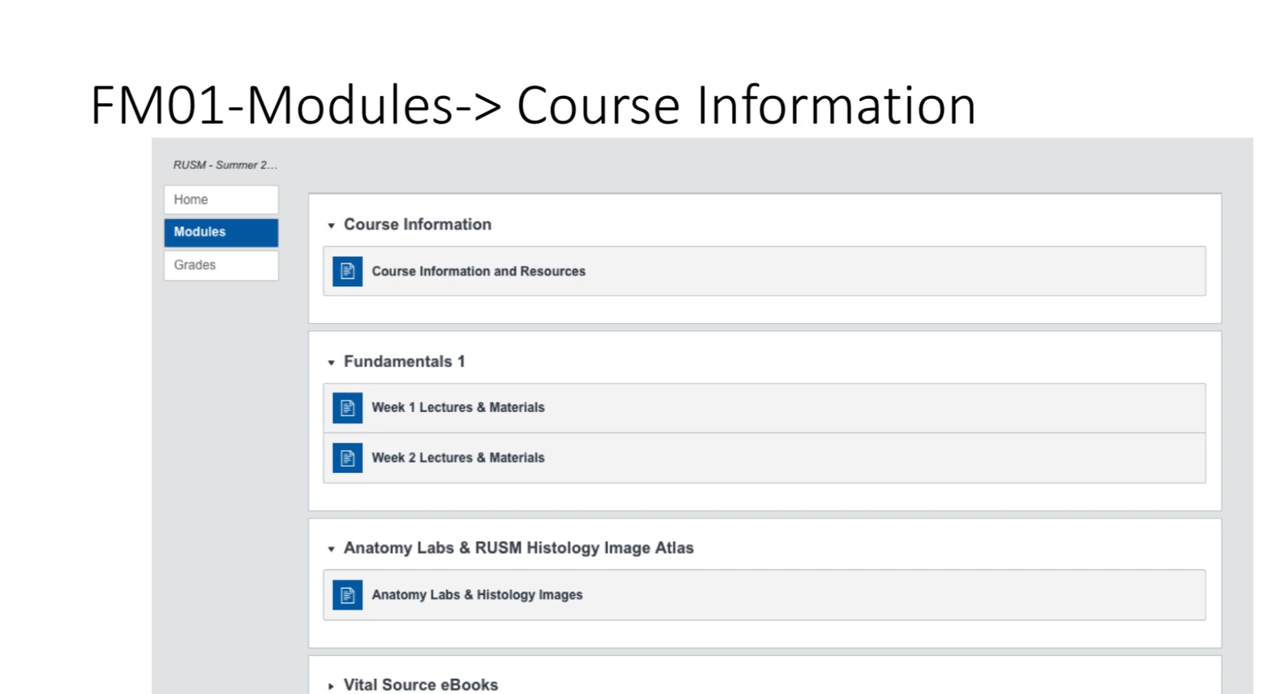 FM01-Modules-> Course Information
RUSM - Summer 2...
Home
Modules
Grades
Course Information
Course Information and Resources
Fundamentals 1
Week 1 Lectures & Materials
Week 2 Lectures & Materials
Anatomy Labs & RUSM Histology Image Atlas
Anatomy Labs & Histology Images
Vital Source eBooks